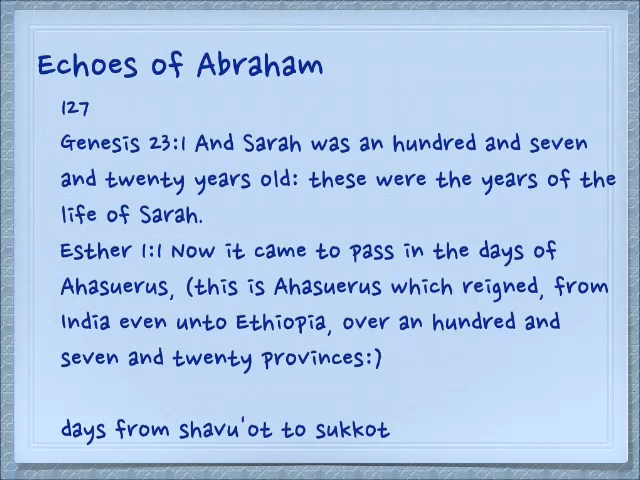 Echoes of Abraham
127
Genesis 23:1 And Sarah was an hundred and seven
and twenty years old: these were the years of the
life of Sarah.
Esther 1:1 Now it came to pass in the days of
Ahasuerus, (this is Ahasuerus which reigned, from
India even unto Ethiopia, over an hundred and
seven and twenty provinces:)
days from shavu'ot to sukkot